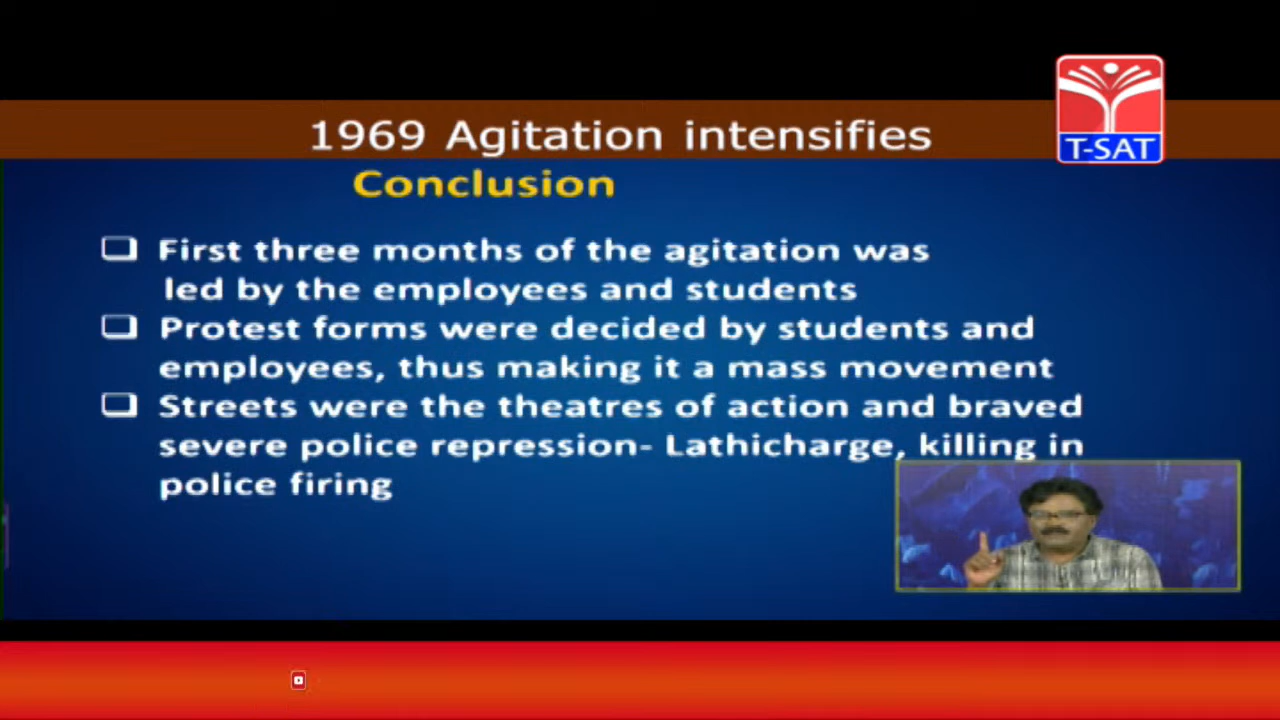 T-SAT
1969 Agitation intensifies
Conclusion
First three months of the agitation was
led by the employees and students
Protest forms were decided by students and
employees, thus making it a mass movement
Streets were the theatres of action and braved
severe police repression- Lathicharge, killing in
police firing